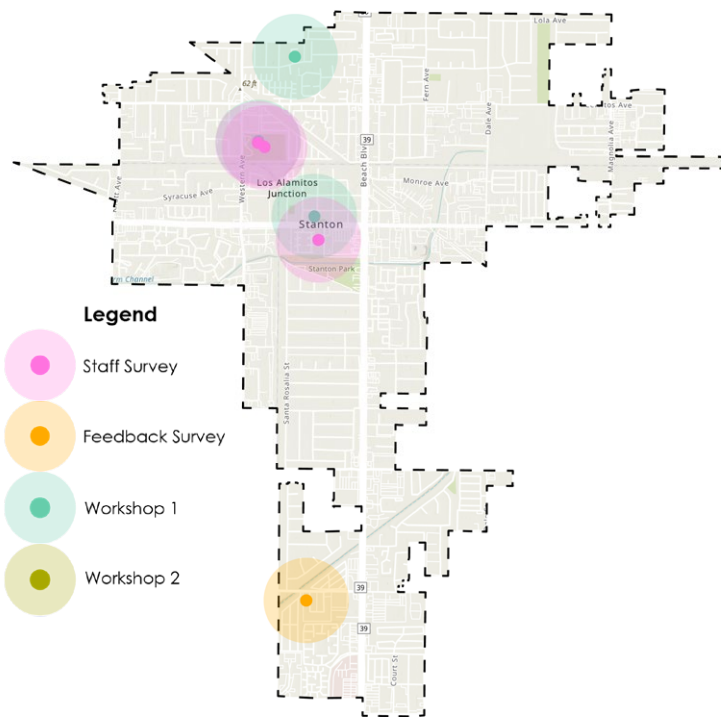 Lola Ave
62 ft
Fern Ave
Dale Ave
Magnolia Ave
39
Beach Blv
Western Ave
Los Alamitos
Junction
Monroe Ave
Syracuse Ave
Stanton
Stanton Park
Santa Rosalia St
Legend
Staff Survey
Feedback Survey
Workshop 1
Workshop 2
39
39
Court St